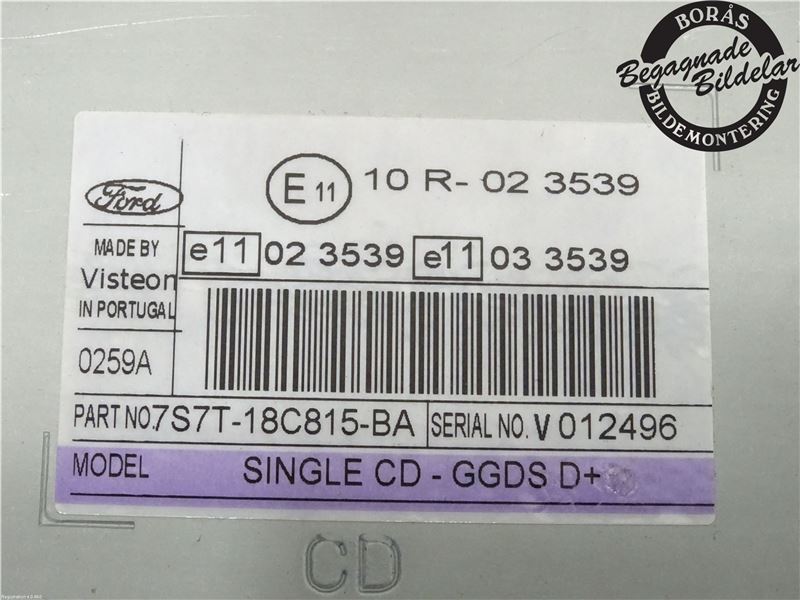 BORÅS
Begagnade
Bildelar
BILDEMONTERING
Ford
E 11 10 R- 02 3539
MADE BY
Visteon
IN PORTUGAL
e11 02 3539 e11 03 3539
0259A
PART NO. 7S7T-18C815-BA SERIAL NO. V 012496
MODEL SINGLE CD - GGDS D+
CD